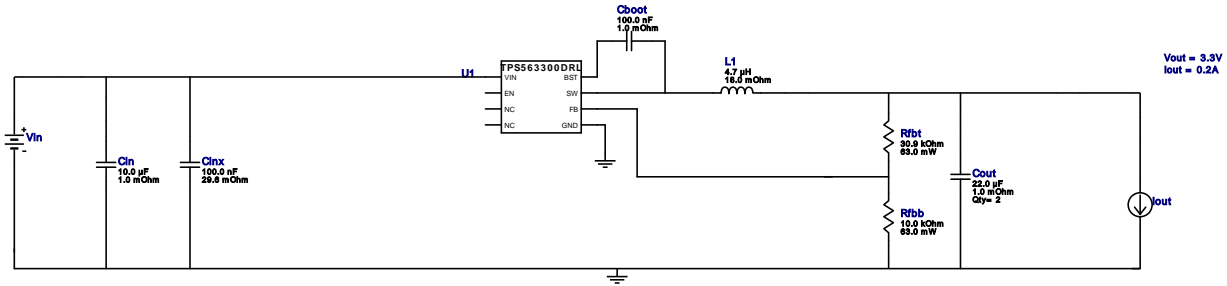 Cboot
100.0 nF
1.0 mOhm
TPS563300DRL
U1
VIN
BST
EN
SW
NC
FB
NC
GND
L1
4.7 µH
18.0 mOhm
Vout = 3.3V
Iout = 0.2A
+
Vin
-
Cin
10.0 µF
1.0 mOhm
Cinx
100.0 nF
29.6 mOhm
Rfbt
30.9 kOhm
63.0 mW
Cout
22.0 µF
1.0 mOhm
Qty= 2
Iout
Rfbb
10.0 kOhm
63.0 mW